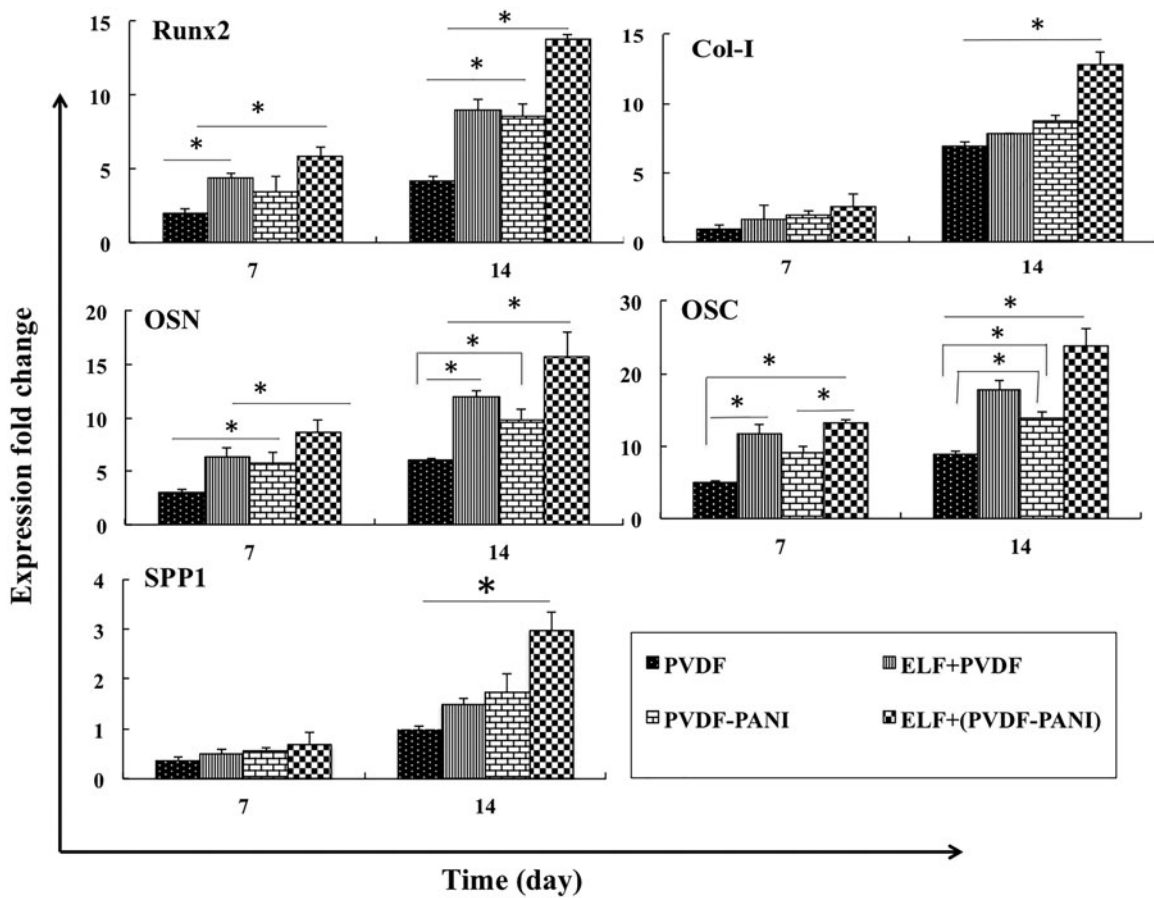 Expression fold change
Runx2
15
10
5
0
* * * *
7 14
Col-I
15
10
5
0
*
7 14
OSN
20
15
10
5
0
* * * * *
7 14
OSC
30
20
10
0
* * * * * *
7 14
SPP1
4
3
2
1
0
*
7 14
PVDF ELF+PVDF
PVDF-PANI ELF+(PVDF-PANI)
Time (day)